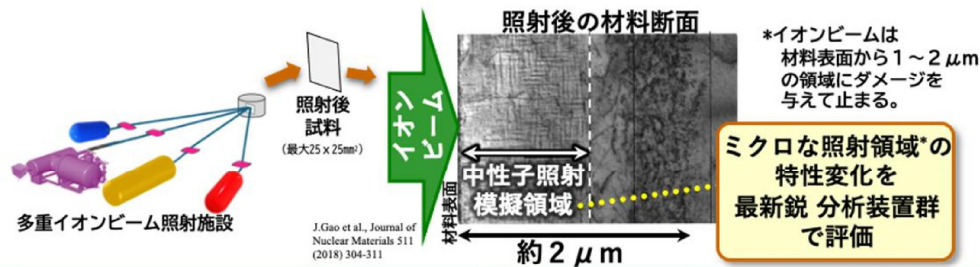 多重イオンビーム照射施設
照射後
試料
(最大25 x 25mm²)
J.Gao et al., Journal of
Nuclear Materials 511
(2018) 304-311
イオン
ビーム
照射後の材料断面
中性子照射
模擬領域
材料表面
約2μm
*イオンビームは
材料表面から1～2μm
の領域にダメージを
与えて止まる。
ミクロな照射領域*の
特性変化を
最新鋭 分析装置群
で評価